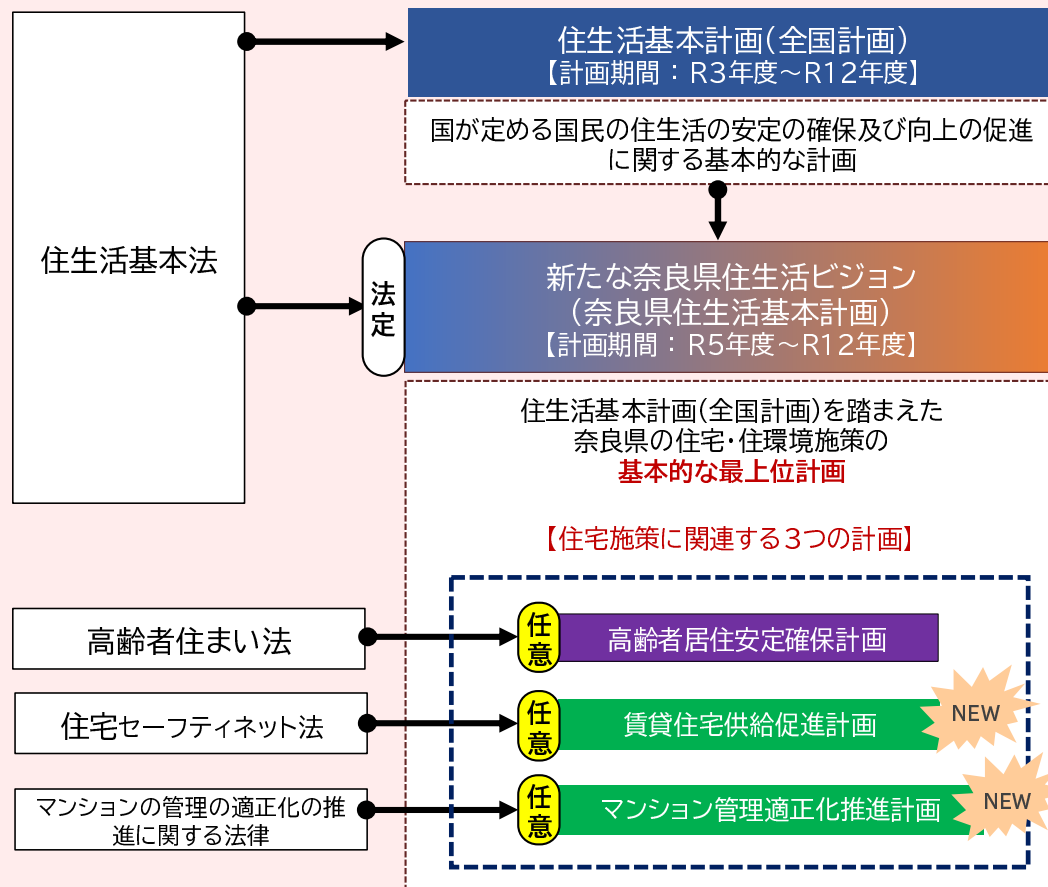 住生活基本法
住生活基本計画(全国計画)
【計画期間：R3年度～R12年度】
国が定める国民の住生活の安定の確保及び向上の促進
に関する基本的な計画
法定
新たな奈良県住生活ビジョン
(奈良県住生活基本計画)
【計画期間：R5年度～R12年度】
住生活基本計画(全国計画)を踏まえた
奈良県の住宅・住環境施策の
基本的な最上位計画
【住宅施策に関連する3つの計画】
高齢者住まい法
任意
高齢者居住安定確保計画
住宅セーフティネット法
任意
賃貸住宅供給促進計画
NEW
マンションの管理の適正化の推
進に関する法律
任意
マンション管理適正化推進計画
NEW